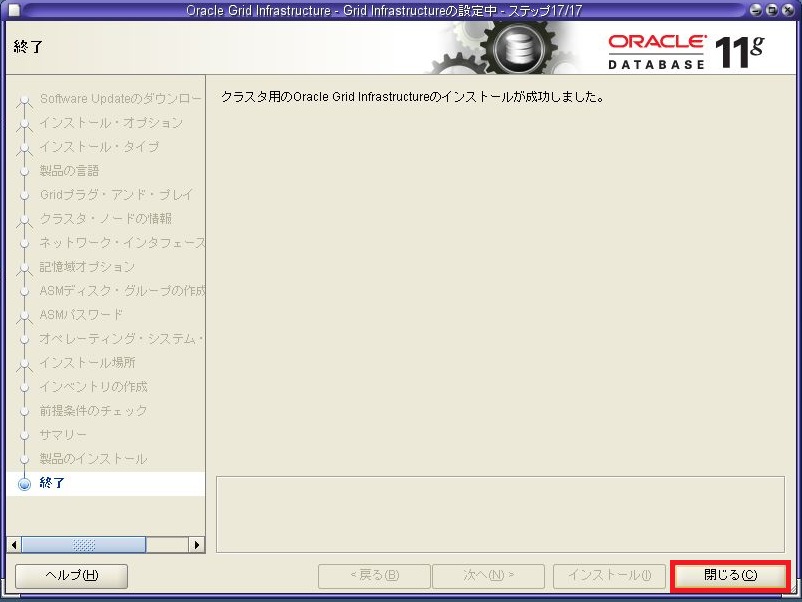 Oracle Grid Infrastructure - Grid Infrastructureの設定中 - ステップ17/17
終了
ORACLE
DATABASE 11g
Software Updateのダウンロー
インストール・オプション
インストール・タイプ
製品の言語
Gridプラグ・アンド・プレイ
クラスタ・ノードの情報
ネットワーク・インタフェース
記憶域オプション
ASMディスク・グループの作成
ASMパスワード
オペレーティング・システム・
インストール場所
インベントリの作成
前提条件のチェック
サマリー
製品のインストール
終了
クラスタ用のOracle Grid Infrastructureのインストールが成功しました。
ヘルプ(H)
<戻る(B)
次へ(N)>
インストール(I)
閉じる(C)